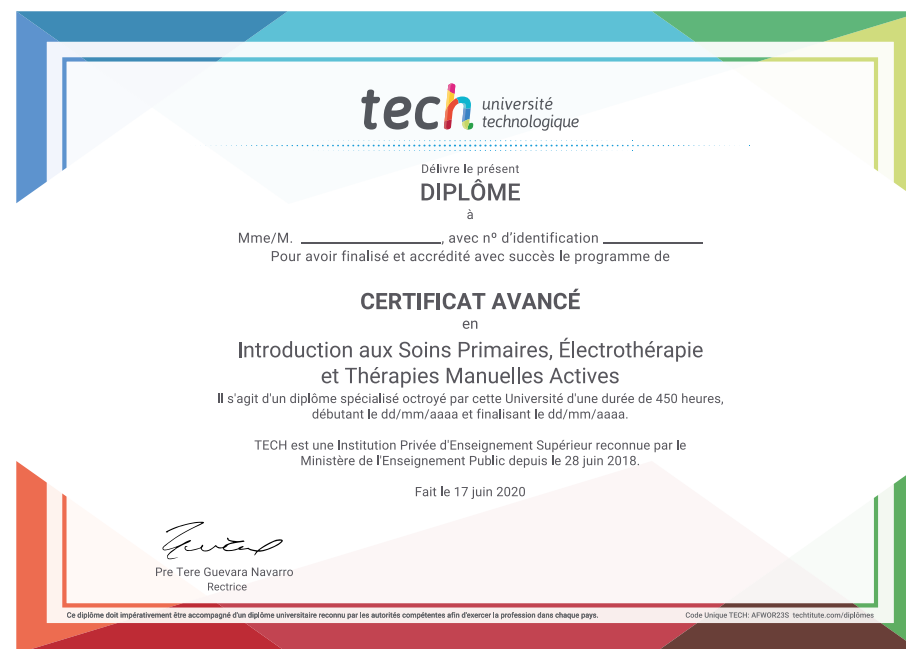 tech université
technologique
Délivre le présent
DIPLÔME
à
Mme/M. ____________________, avec nº d'identification ______________
Pour avoir finalisé et accrédité avec succès le programme de
CERTIFICAT AVANCÉ
en
Introduction aux Soins Primaires, Électrothérapie
et Thérapies Manuelles Actives
Il s'agit d'un diplôme spécialisé octroyé par cette Université d'une durée de 450 heures,
débutant le dd/mm/aaaa et finalisant le dd/mm/aaaa.
TECH est une Institution Privée d'Enseignement Supérieur reconnue par le
Ministère de l'Enseignement Public depuis le 28 juin 2018.
Fait le 17 juin 2020
Pre Tere Guevara Navarro
Rectrice
Ce diplôme doit impérativement être accompagné d'un diplôme universitaire reconnu par les autorités compétentes afin d'exercer la profession dans chaque pays.
Code Unique TECH: AFWOR23S techtitute.com/diplômes